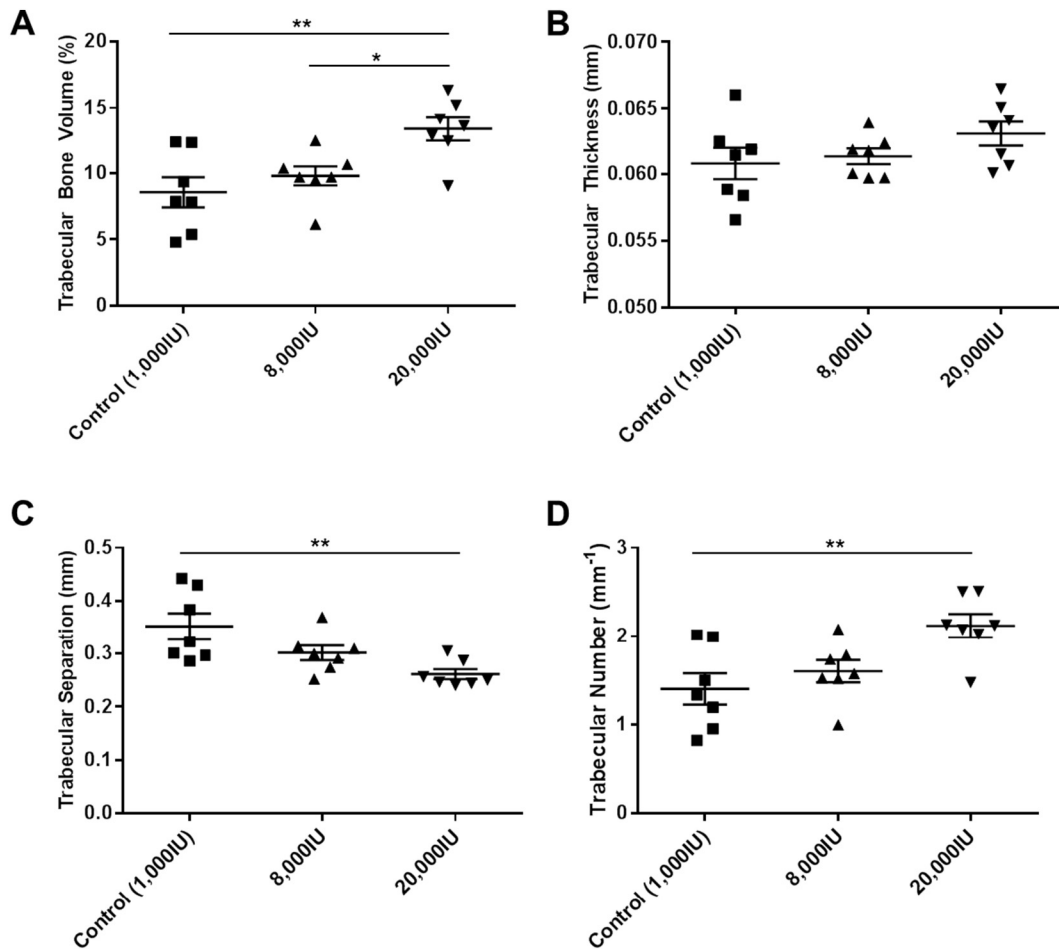 A
Trabecular Bone Volume (%)
20
15
10
5
0
**
*
Control (1,000IU)
8,000IU
20,000IU
B
Trabecular Thickness (mm)
0.070
0.065
0.060
0.055
0.050
Control (1,000IU)
8,000IU
20,000IU
C
Trabecular Separation (mm)
0.5
0.4
0.3
0.2
0.1
0.0
**
Control (1,000IU)
8,000IU
20,000IU
D
Trabecular Number (mm-1)
3
2
1
0
**
Control (1,000IU)
8,000IU
20,000IU